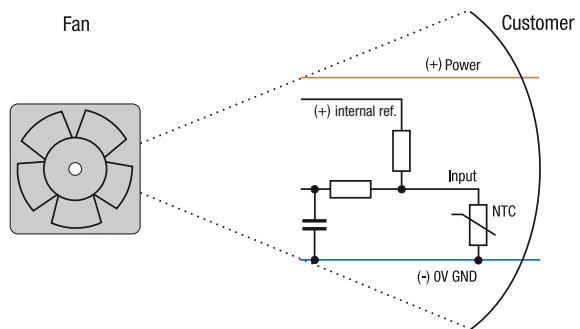 Fan
Customer
(+) Power
(+) internal ref.
Input
NTC
(-) 0V GND